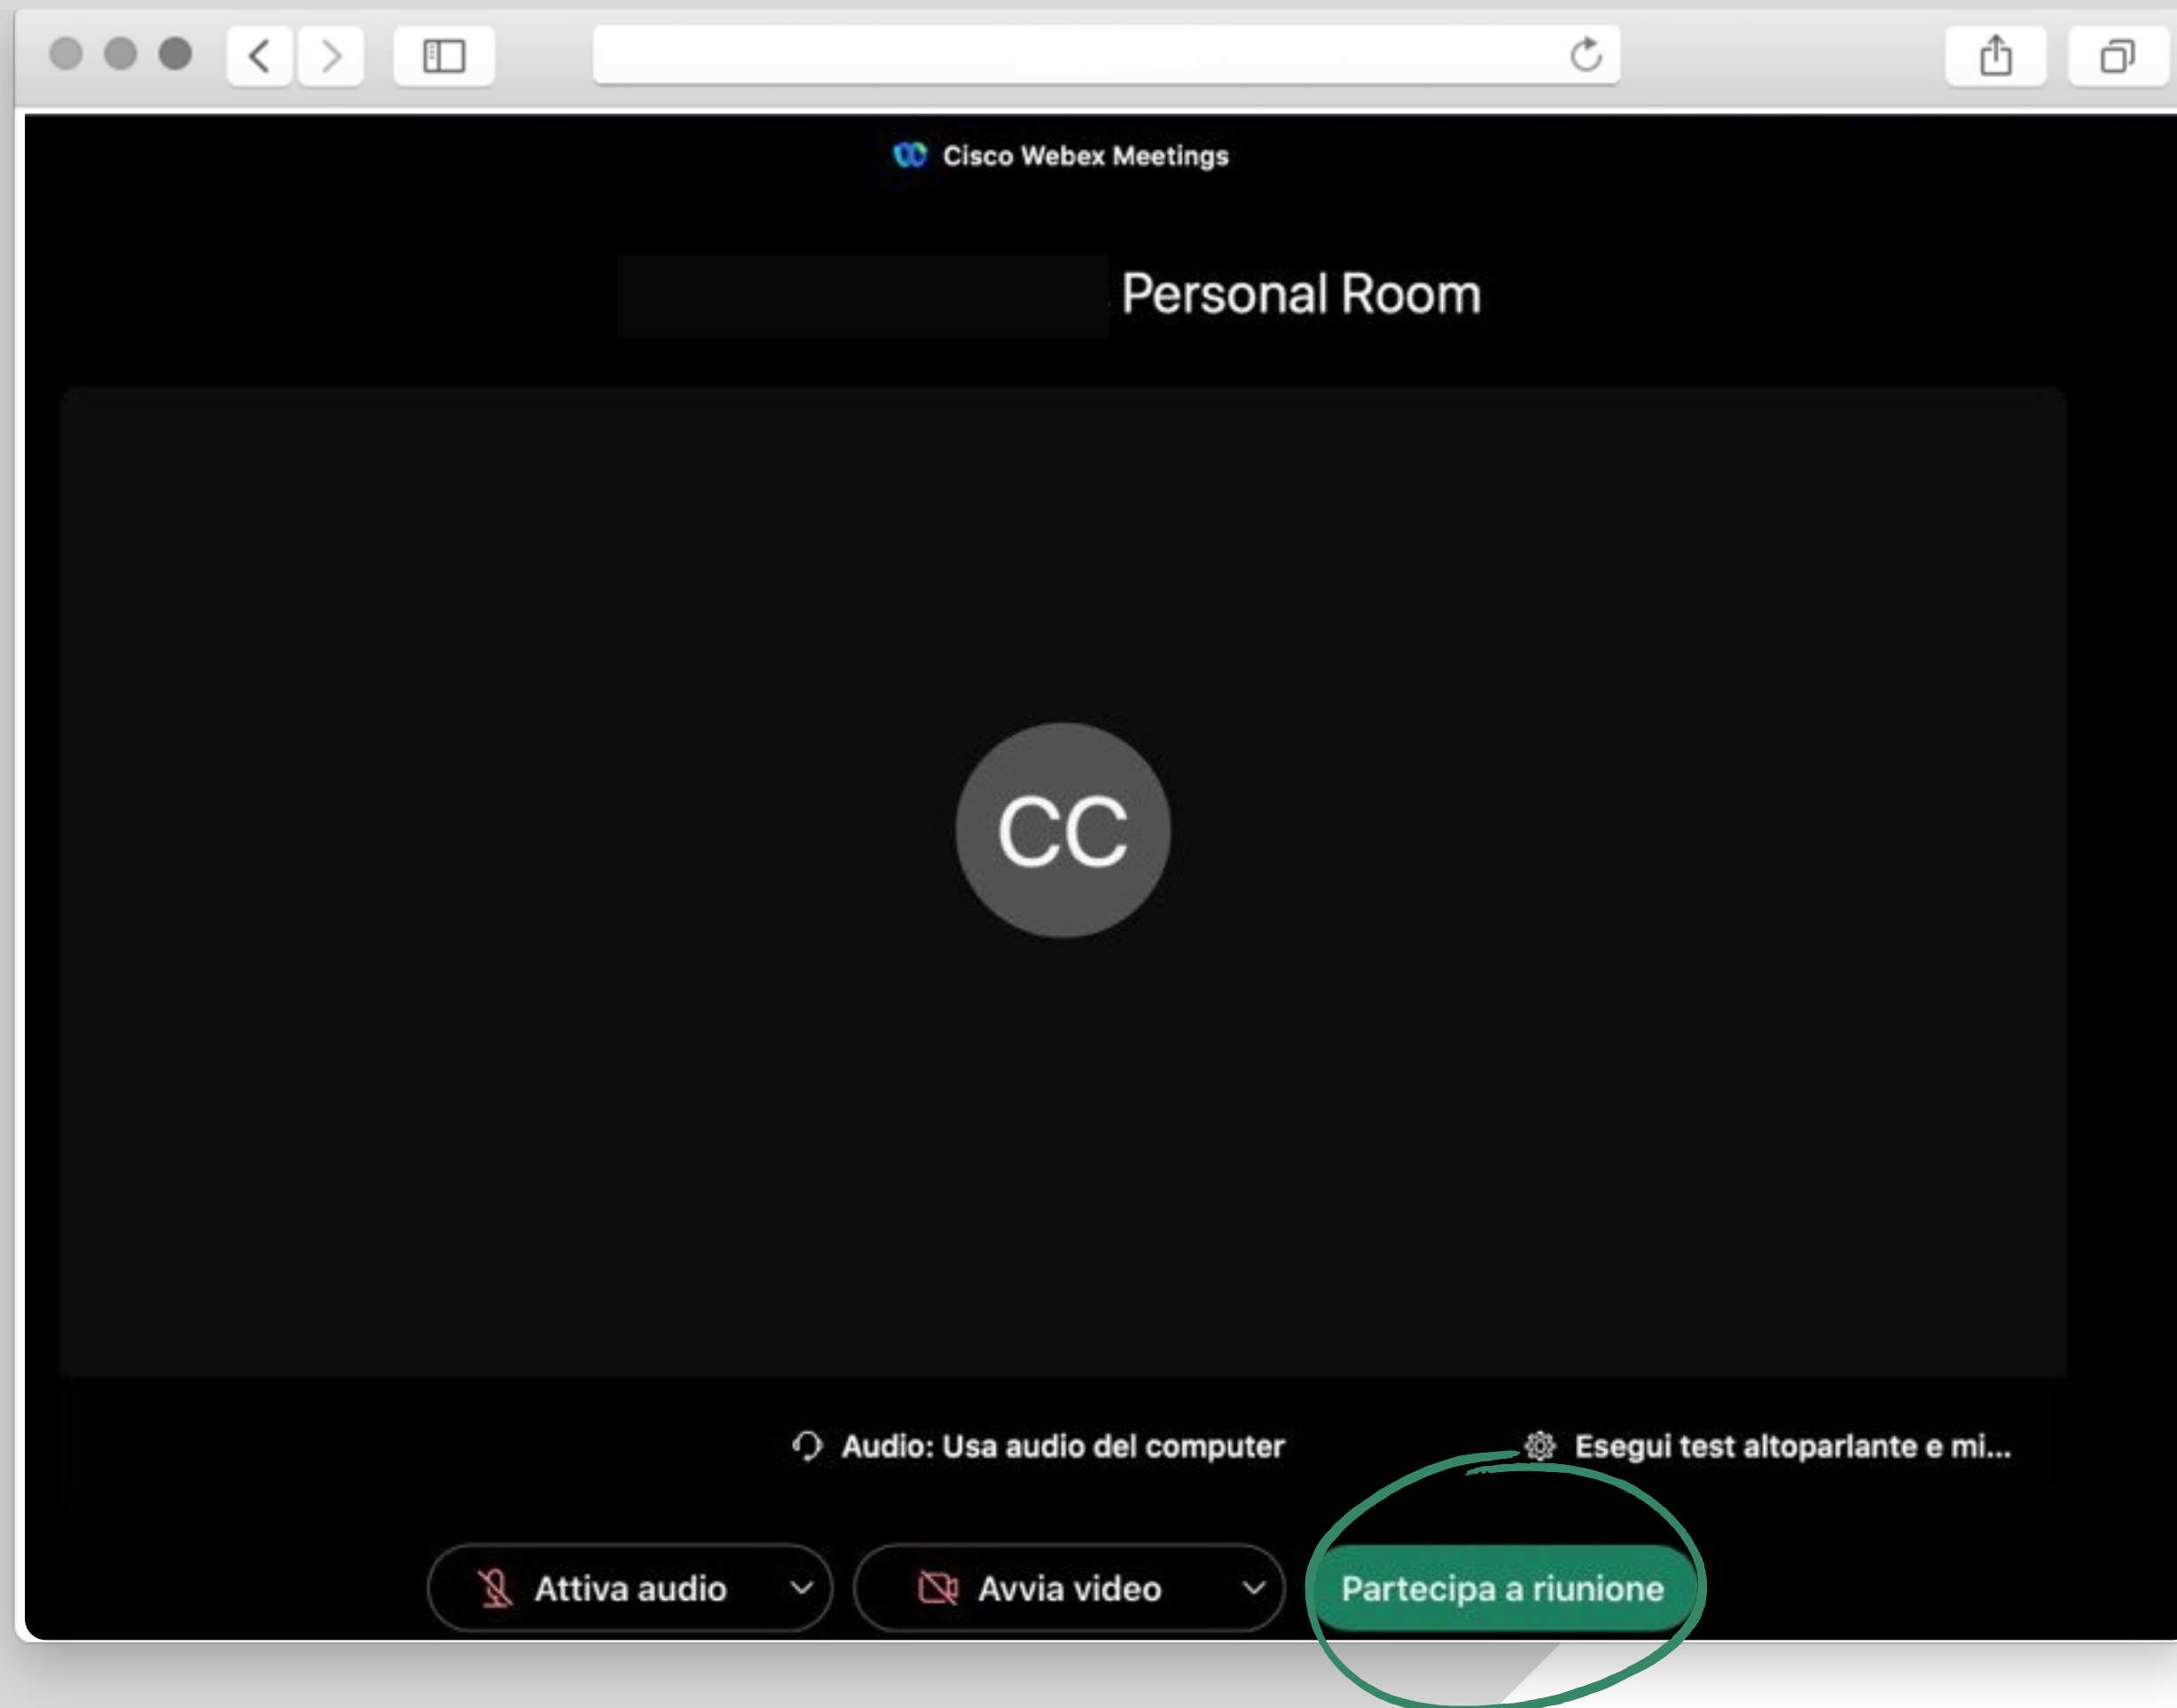 Cisco Webex Meetings
Personal Room
CC
Audio: Usa audio del computer
Esegui test altoparlante e mi...
Attiva audio
Avvia video
Partecipa a riunione